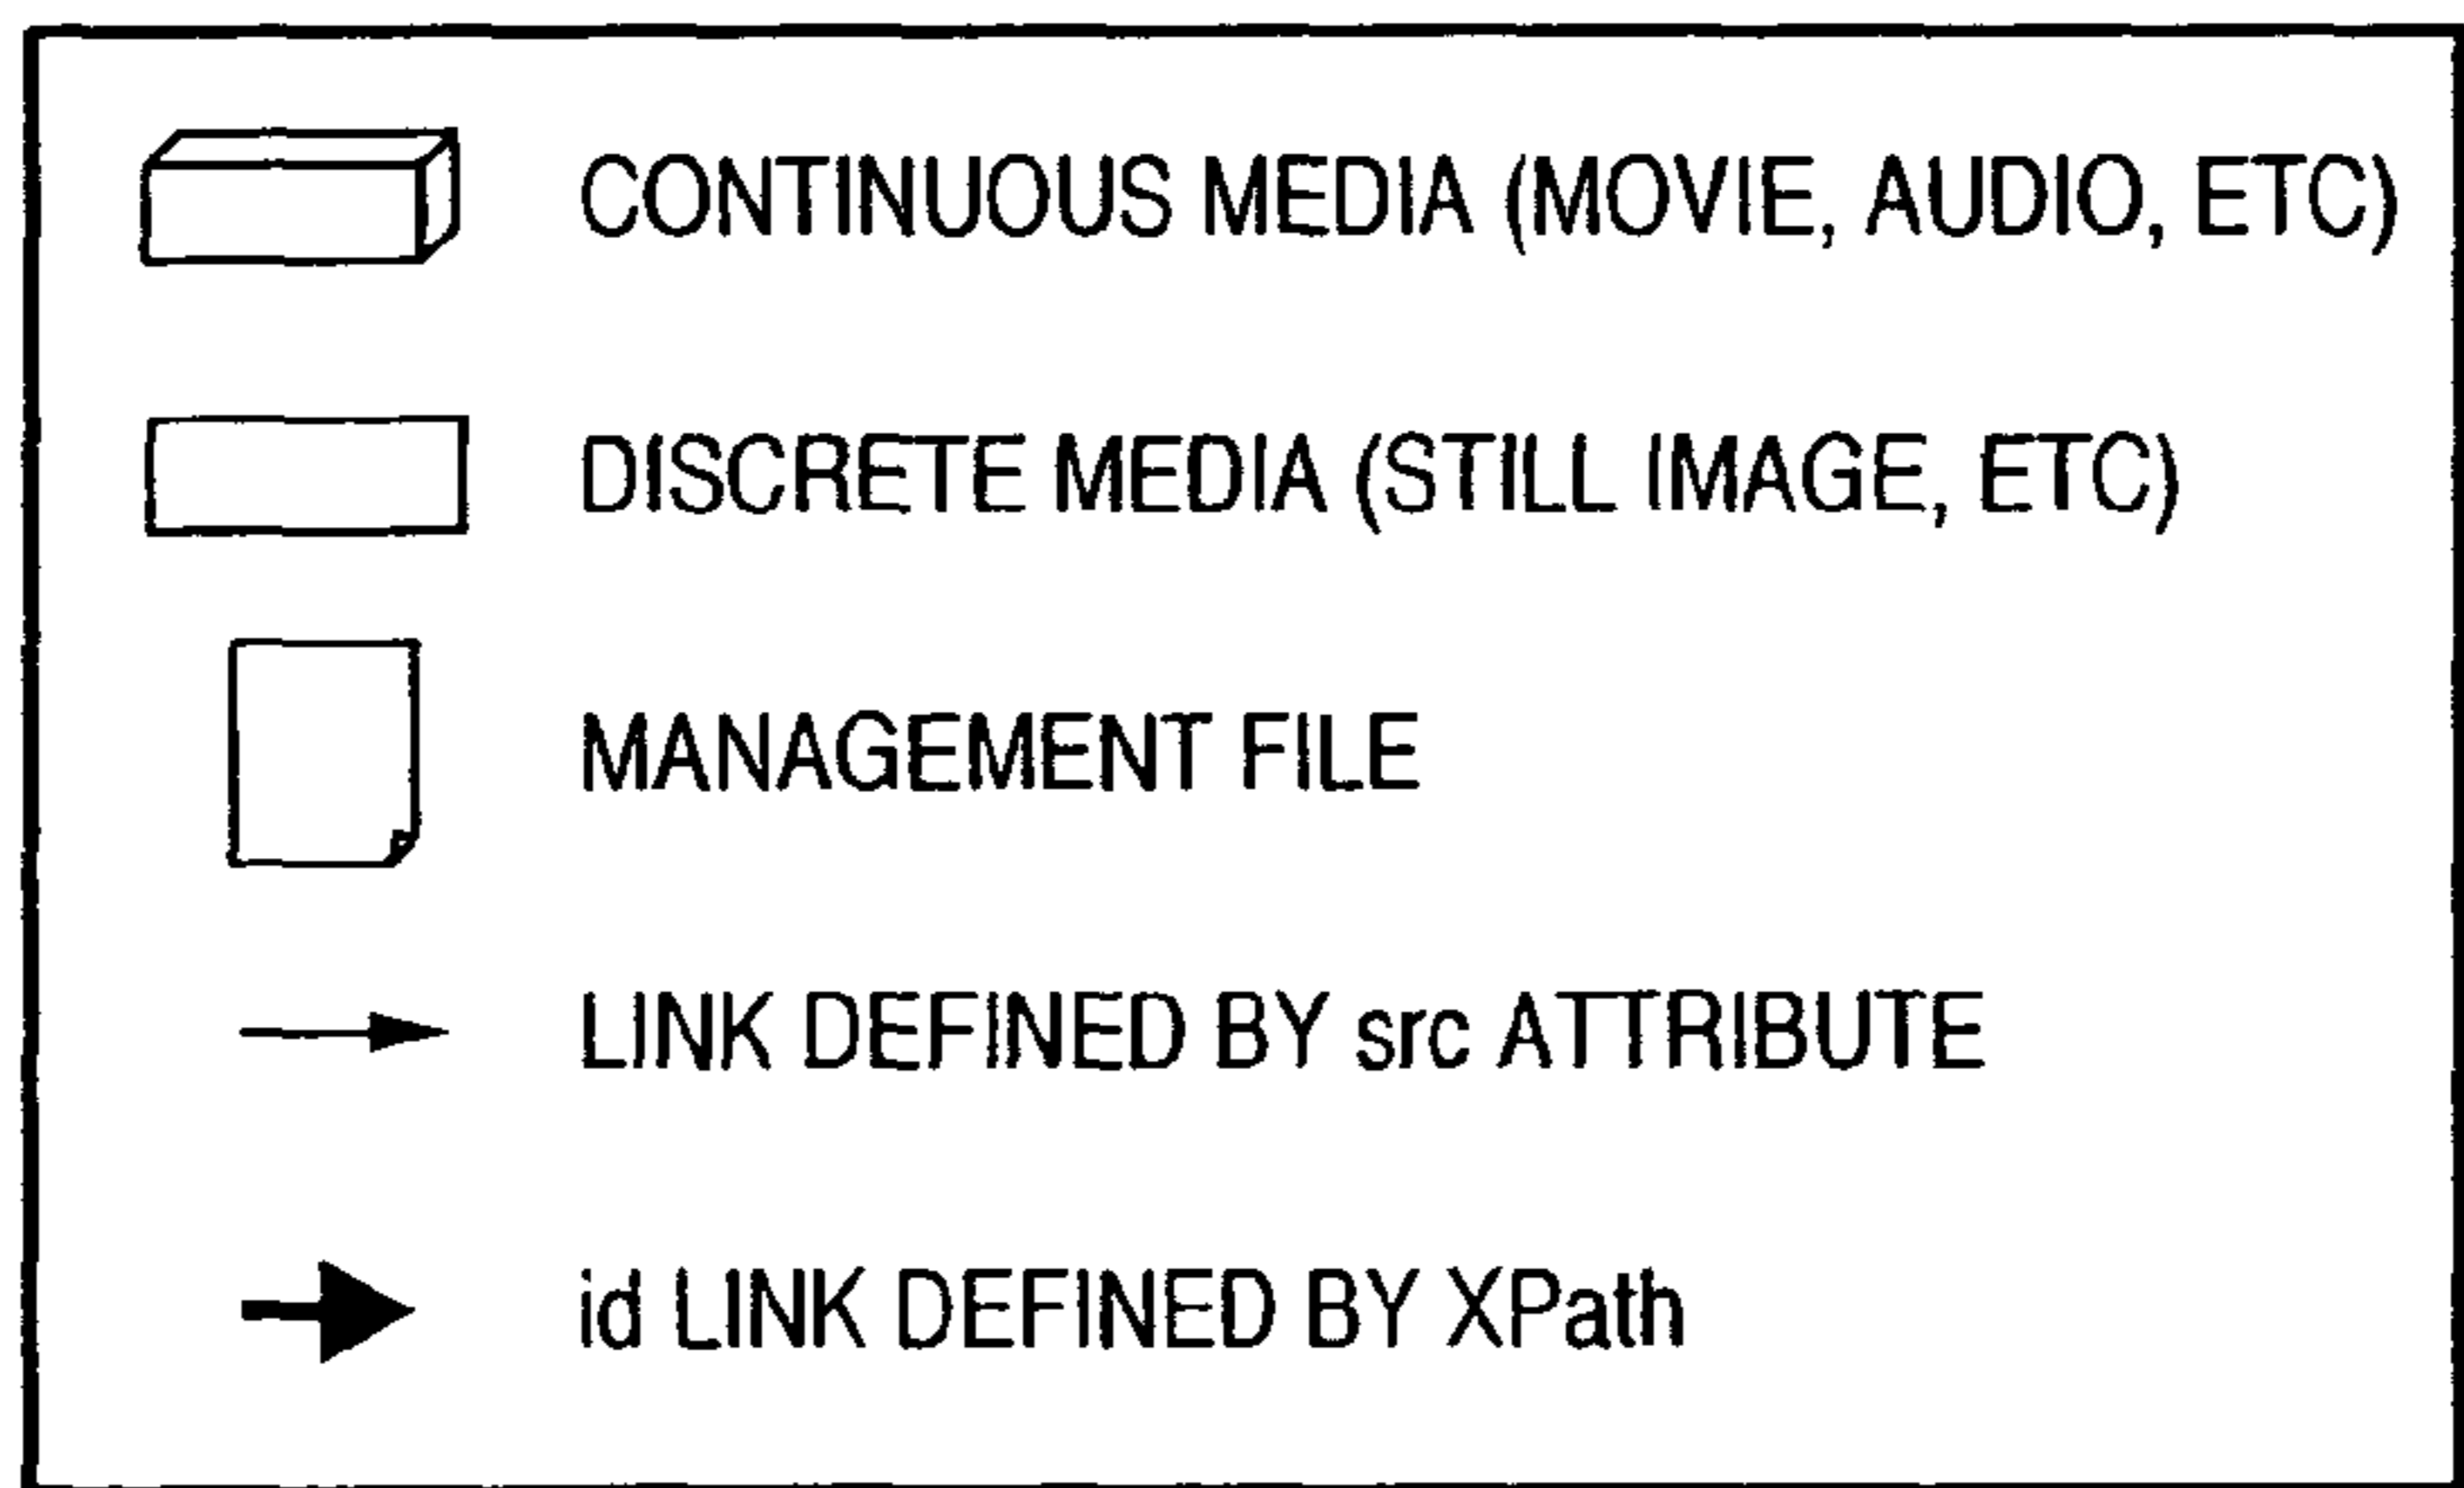 CONTINUOUS MEDIA (MOVIE, AUDIO, ETC)
DISCRETE MEDIA (STILL IMAGE, ETC)
MANAGEMENT FILE
LINK DEFINED BY src ATTRIBUTE
id LINK DEFINED BY XPath